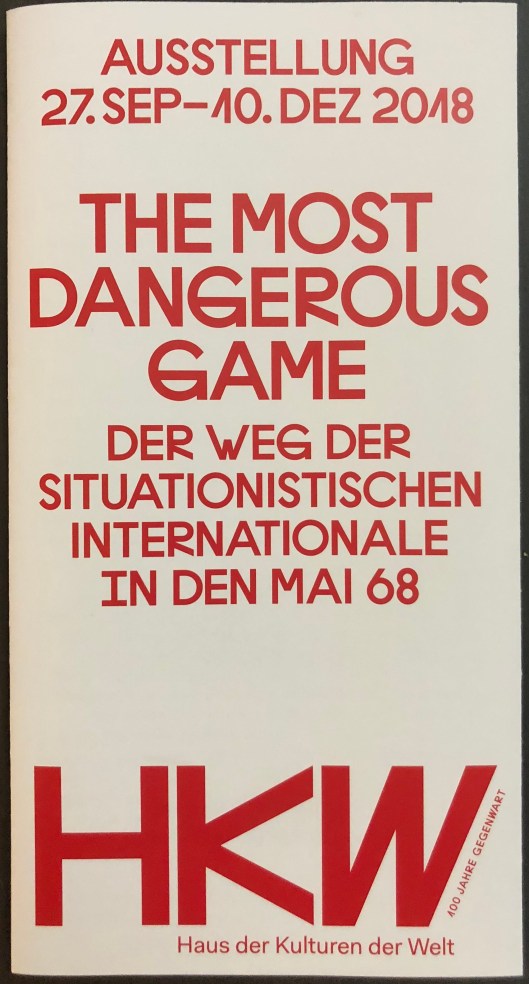 AUSSTELLUNG
27. SEP–10. DEZ 2018
THE MOST
DANGEROUS
GAME
DER WEG DER
SITUATIONISTISCHEN
INTERNATIONALE
IN DEN MAI 68
HKW
100 JAHRE GEGENWART
Haus der Kulturen der Welt